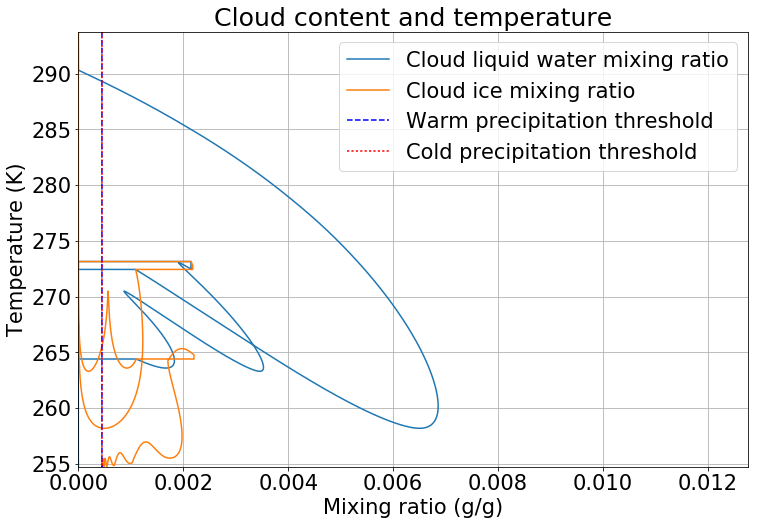 Cloud content and temperature
Cloud liquid water mixing ratio
Cloud ice mixing ratio
Warm precipitation threshold
Cold precipitation threshold
Temperature (K)
290
285
280
275
270
265
260
255
0.000 0.002 0.004 0.006 0.008 0.010 0.012
Mixing ratio (g/g)